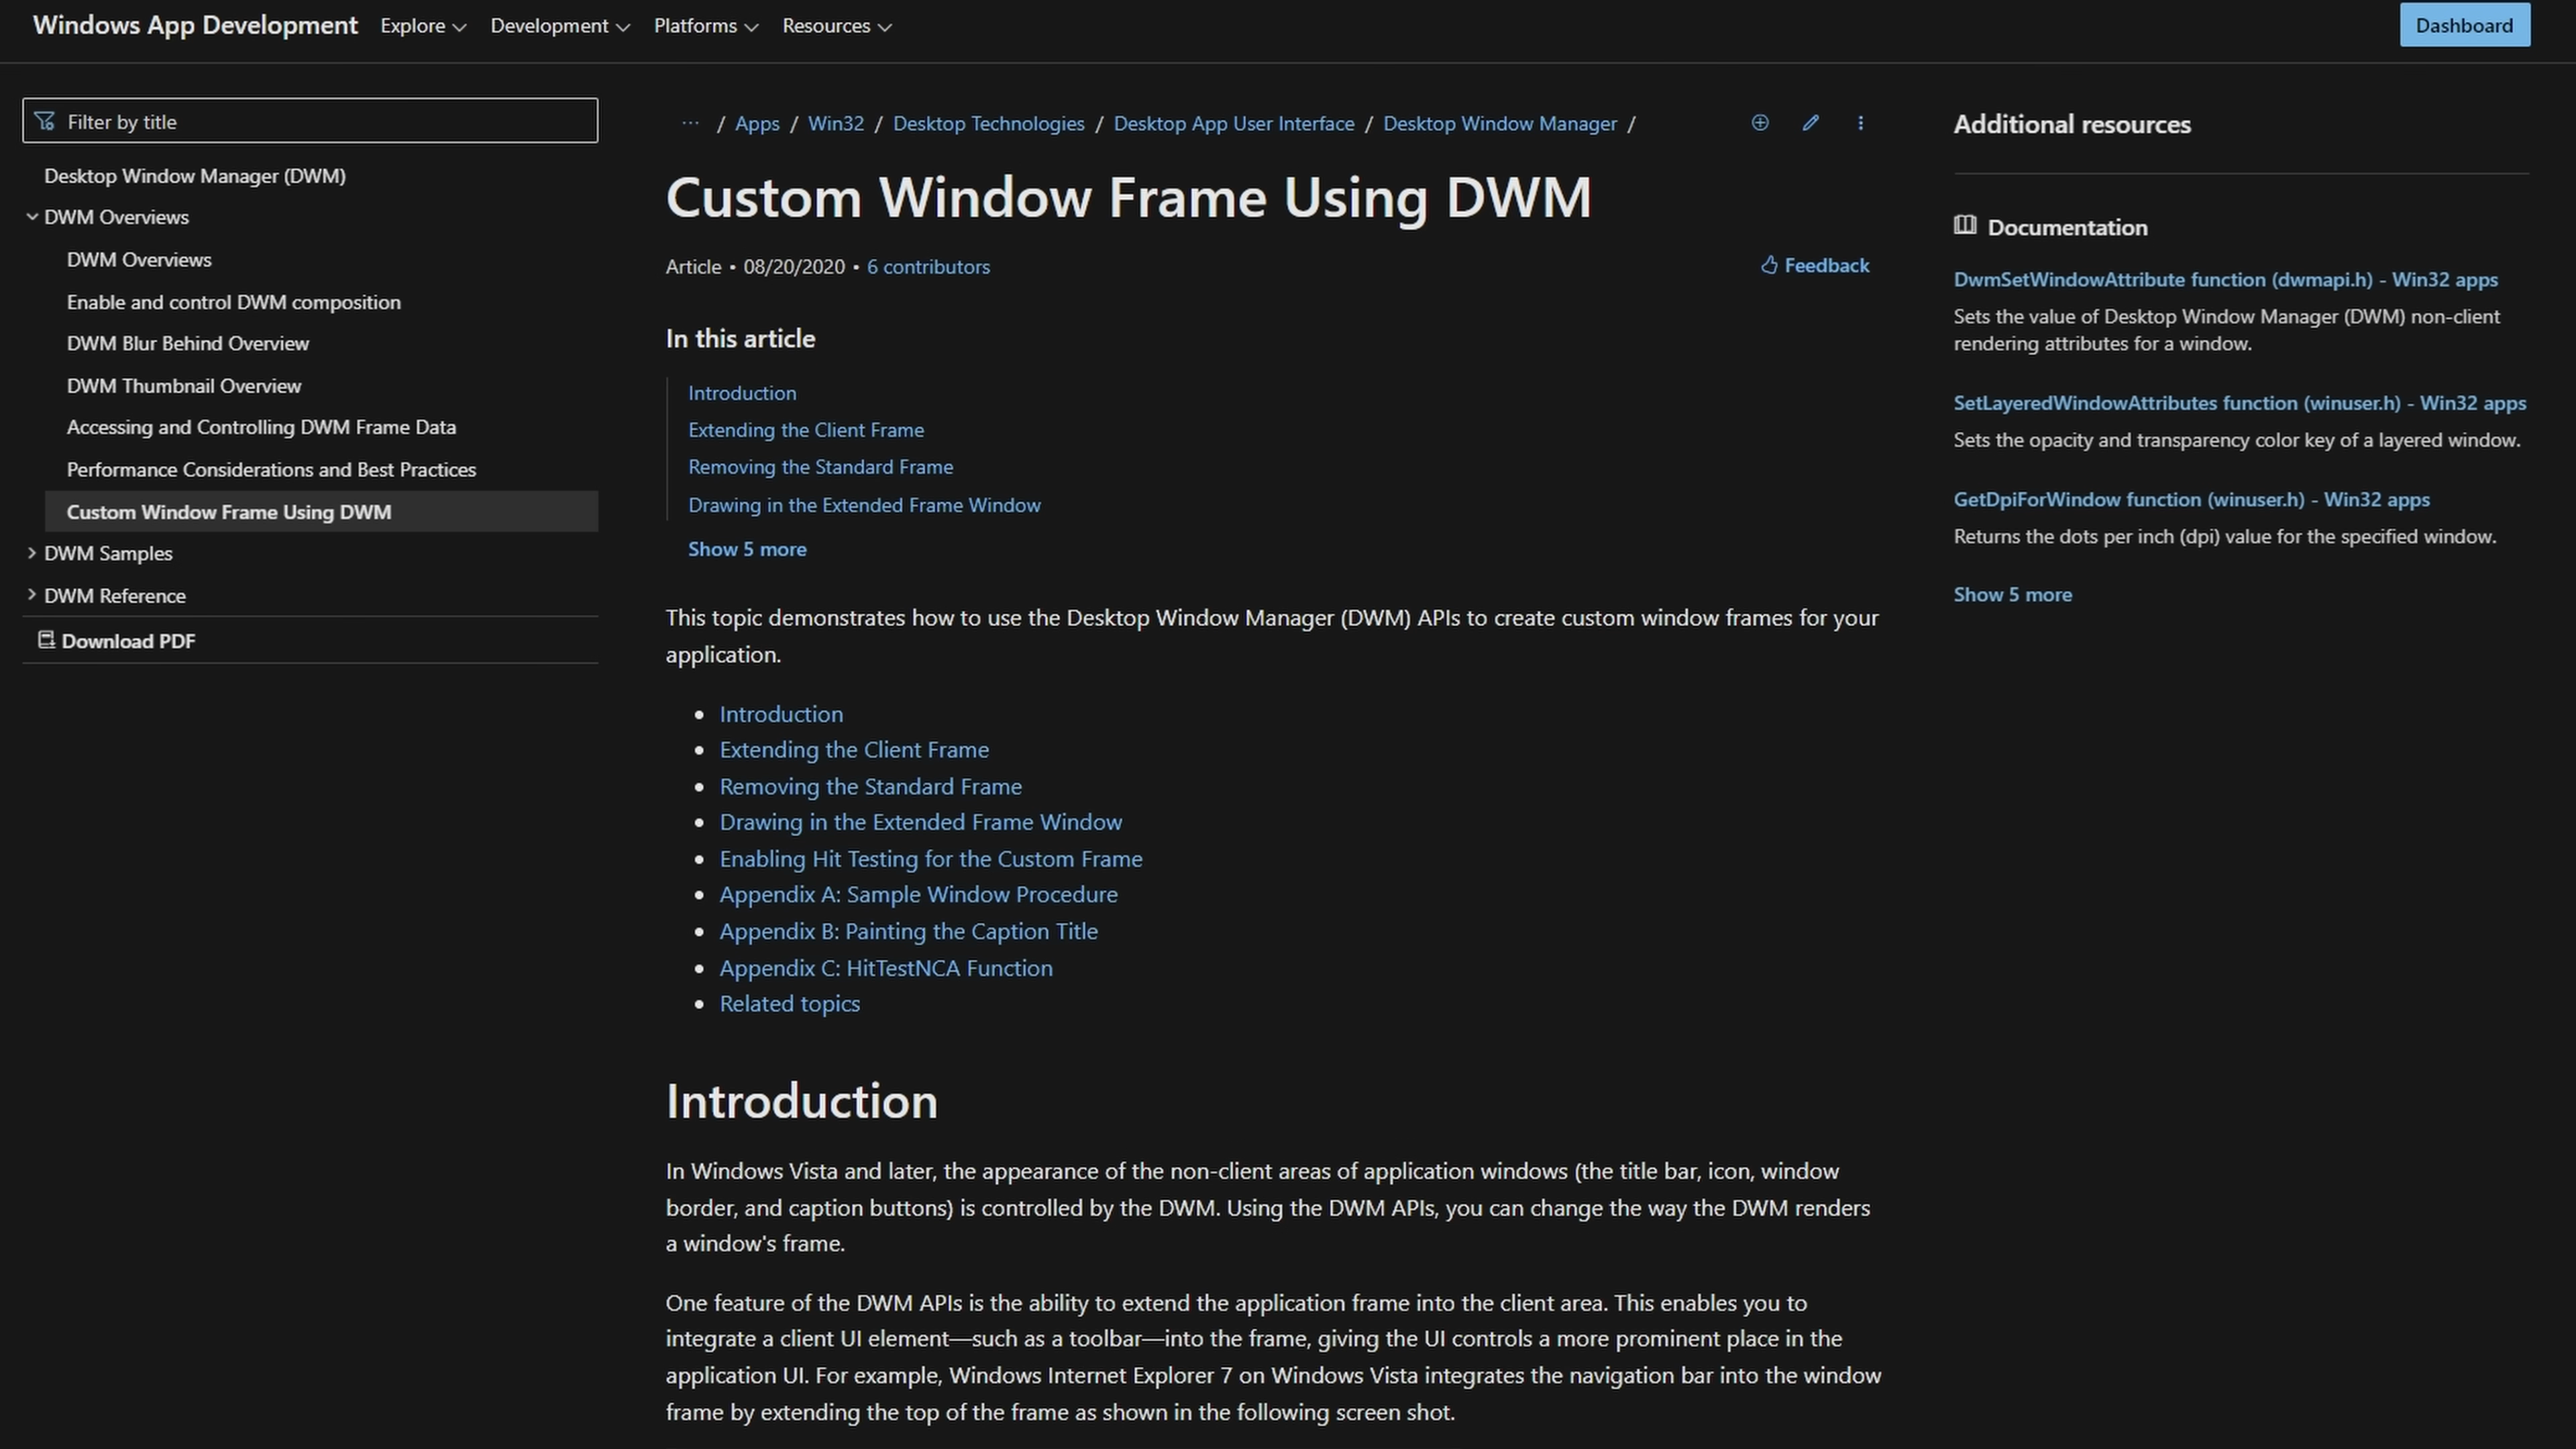 Windows App Development
Explore
Development
Platforms
Resources
Dashboard
Filter by title
Desktop Window Manager (DWM)
DWM Overviews
DWM Overviews
Enable and control DWM composition
DWM Blur Behind Overview
DWM Thumbnail Overview
Accessing and Controlling DWM Frame Data
Performance Considerations and Best Practices
Custom Window Frame Using DWM
DWM Samples
DWM Reference
Download PDF
··· / Apps / Win32 / Desktop Technologies / Desktop App User Interface / Desktop Window Manager /
Custom Window Frame Using DWM
Article • 08/20/2020 • 6 contributors
Feedback
In this article
Introduction
Extending the Client Frame
Removing the Standard Frame
Drawing in the Extended Frame Window
Show 5 more
This topic demonstrates how to use the Desktop Window Manager (DWM) APIs to create custom window frames for your
application.
• Introduction
• Extending the Client Frame
• Removing the Standard Frame
• Drawing in the Extended Frame Window
• Enabling Hit Testing for the Custom Frame
• Appendix A: Sample Window Procedure
• Appendix B: Painting the Caption Title
• Appendix C: HitTestNCA Function
• Related topics
Introduction
In Windows Vista and later, the appearance of the non-client areas of application windows (the title bar, icon, window
border, and caption buttons) is controlled by the DWM. Using the DWM APIs, you can change the way the DWM renders
a window's frame.
One feature of the DWM APIs is the ability to extend the application frame into the client area. This enables you to
integrate a client UI element—such as a toolbar—into the frame, giving the UI controls a more prominent place in the
application UI. For example, Windows Internet Explorer 7 on Windows Vista integrates the navigation bar into the window
frame by extending the top of the frame as shown in the following screen shot.
Additional resources
Documentation
DwmSetWindowAttribute function (dwmapi.h) - Win32 apps
Sets the value of Desktop Window Manager (DWM) non-client
rendering attributes for a window.
SetLayeredWindowAttributes function (winuser.h) - Win32 apps
Sets the opacity and transparency color key of a layered window.
GetDpiForWindow function (winuser.h) - Win32 apps
Returns the dots per inch (dpi) value for the specified window.
Show 5 more